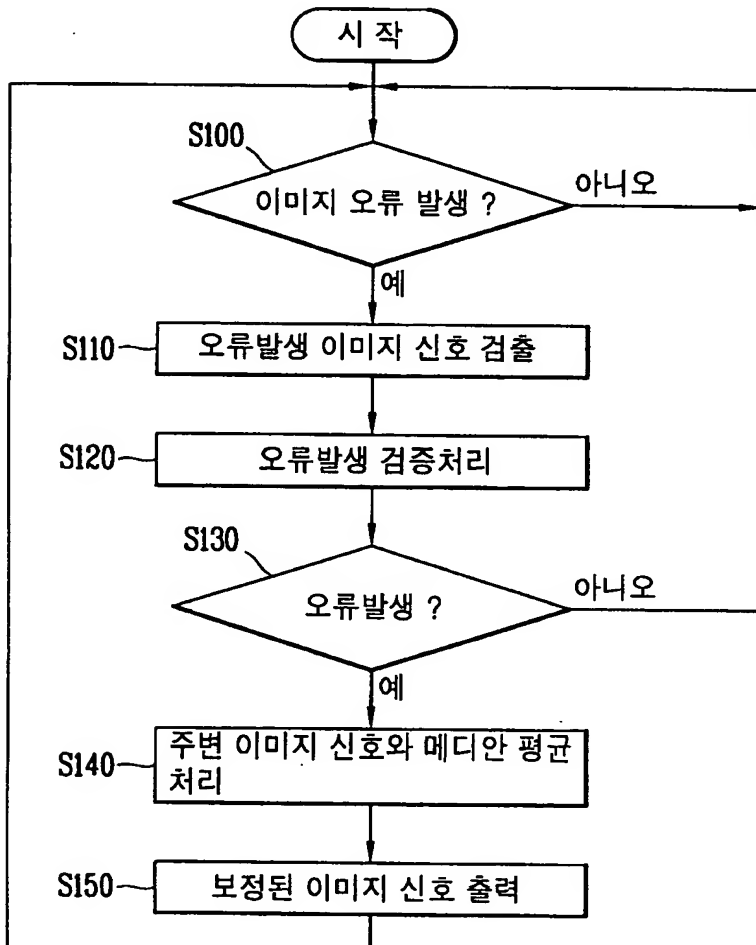 시 작
S100
이미지 오류 발생 ?
아니오
예
S110
오류발생 이미지 신호 검출
S120
오류발생 검증처리
S130
오류발생 ?
아니오
예
S140
주변 이미지 신호와 메디안 평균
처리
S150
보정된 이미지 신호 출력